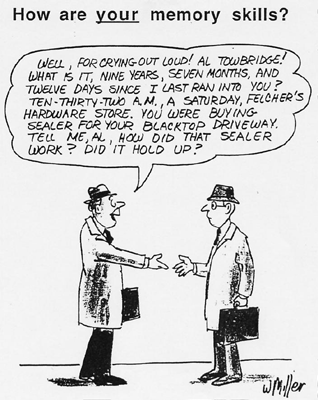 How are your memory skills?
WELL, FOR CRYING OUT LOUD! AL TOWBRIDGE!
WHAT IS IT, NINE YEARS, SEVEN MONTHS, AND
TWELVE DAYS SINCE I LAST RAN INTO YOU?
TEN-THIRTY-TWO A.M., A SATURDAY, FELCHER'S
HARDWARE STORE. YOU WERE BUYING
SEALER FOR YOUR BLACKTOP DRIVEWAY.
TELL ME, AL, HOW DID THAT SEALER
WORK? DID IT HOLD UP?
WMiller